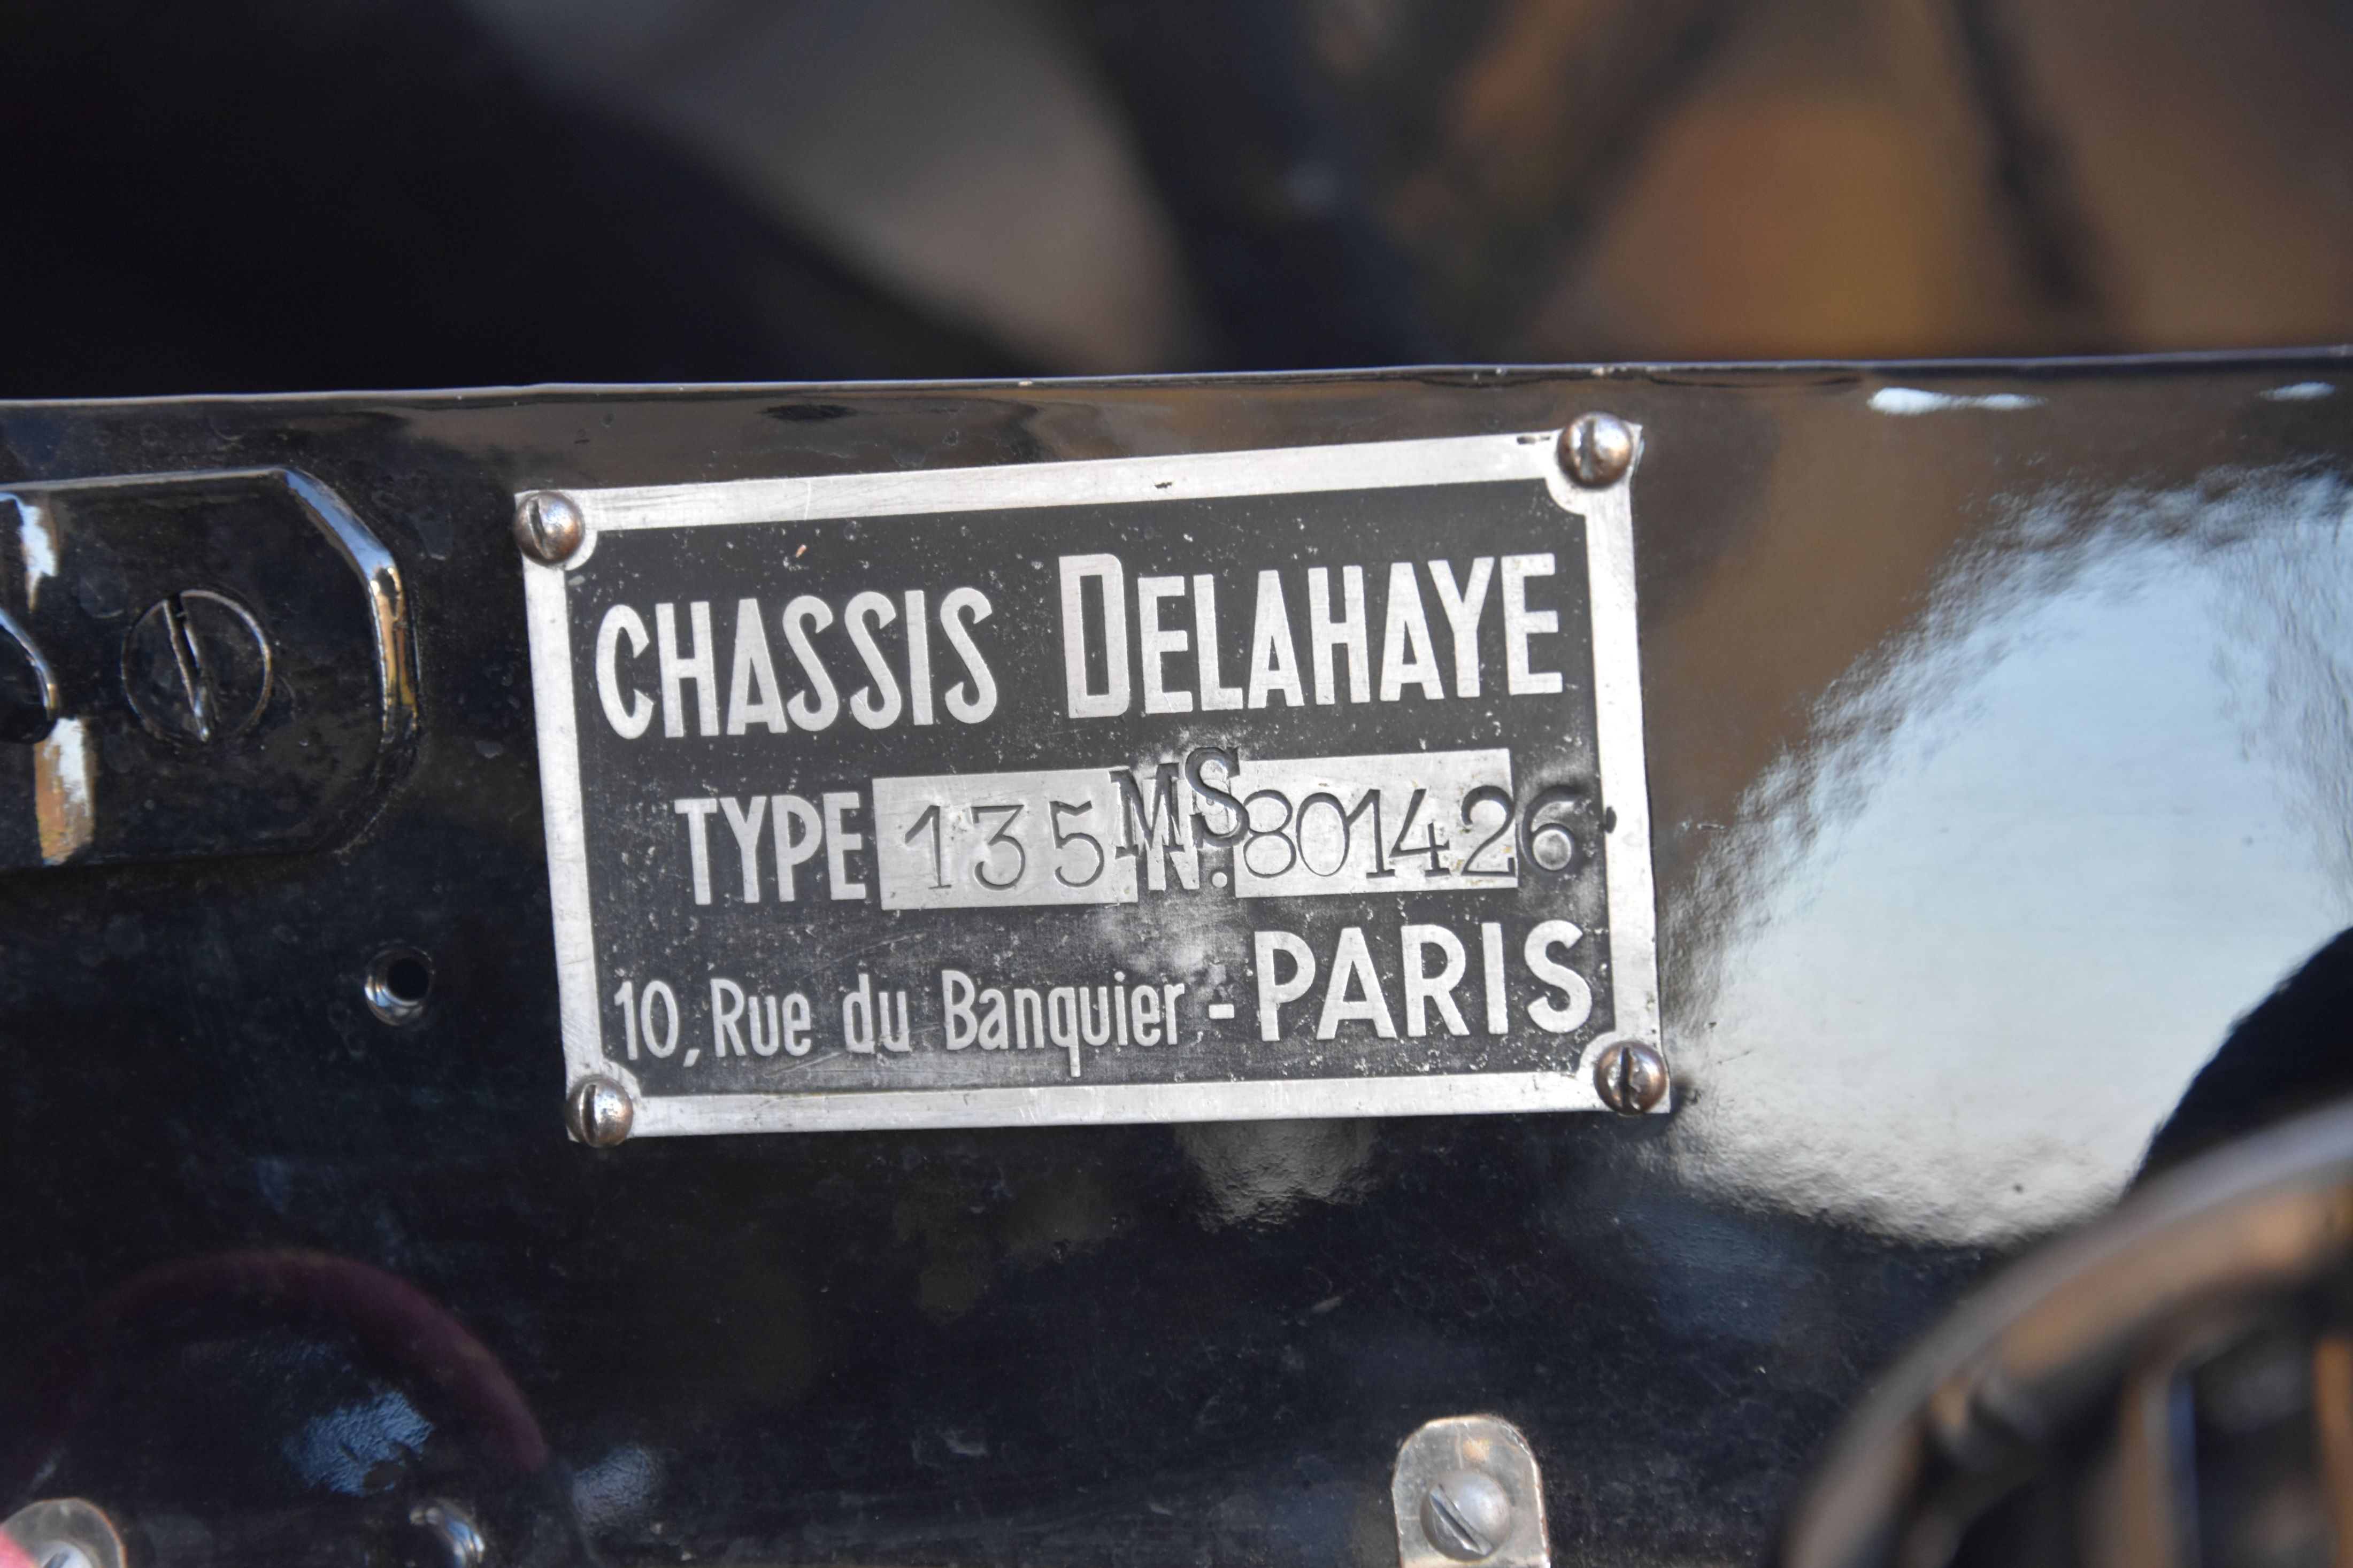 CHASSIS DELAHAYE
TYPE 135 MS N. 801426
10, Rue du Banquier - PARIS